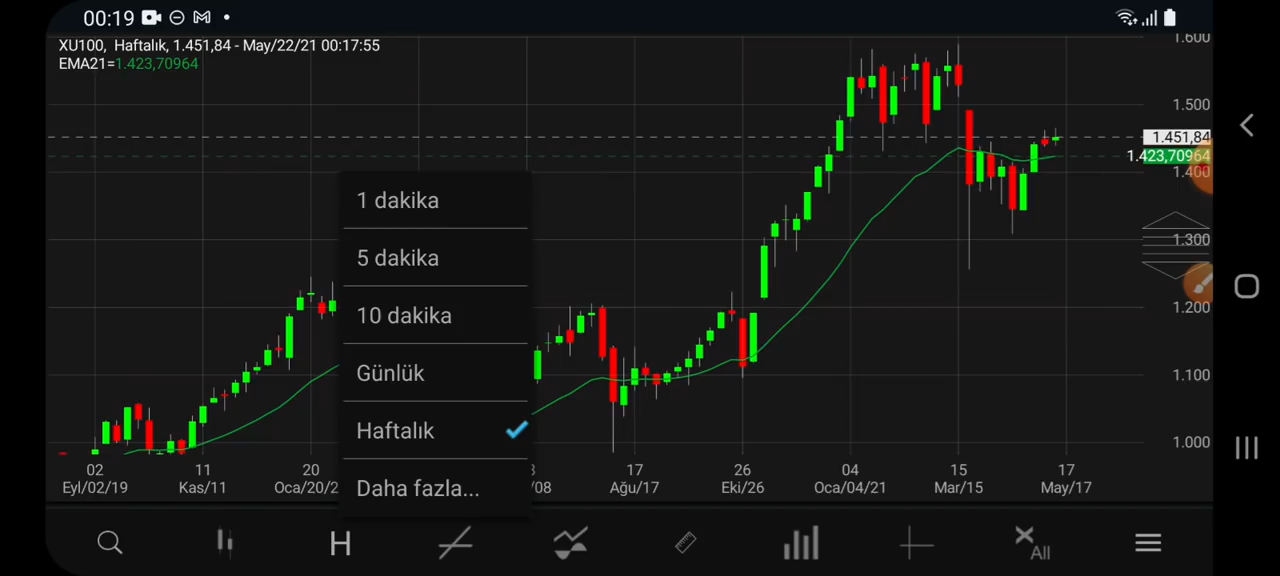 00:19
XU100, Haftalık, 1.451,84 - May/22/21 00:17:55
EMA21=1.423,70964
1.600
1.500
1.451,84
1.423,70964
1.400
1.300
1.200
1.100
1.000
1 dakika
5 dakika
10 dakika
Günlük
Haftalık
Daha fazla...
02 11 20 17 26 04 15 17
Eyl/02/19 Kas/11 Oca/20/2 /08 Ağu/17 Eki/26 Oca/04/21 Mar/15 May/17
H
All